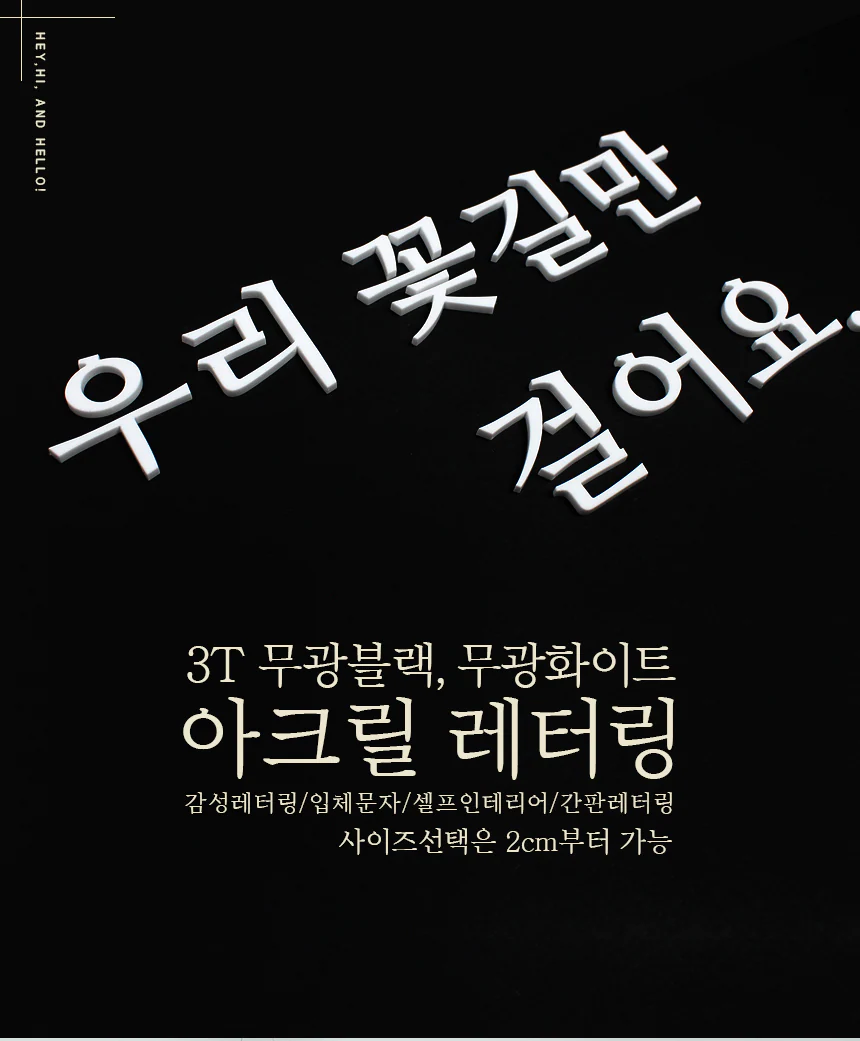 HEY,HI, AND HELLO!
우리 꽃길만
걸어요.
3T 무광블랙, 무광화이트
아크릴 레터링
감성레터링/입체문자/셀프인테리어/간판레터링
사이즈선택은 2cm부터 가능